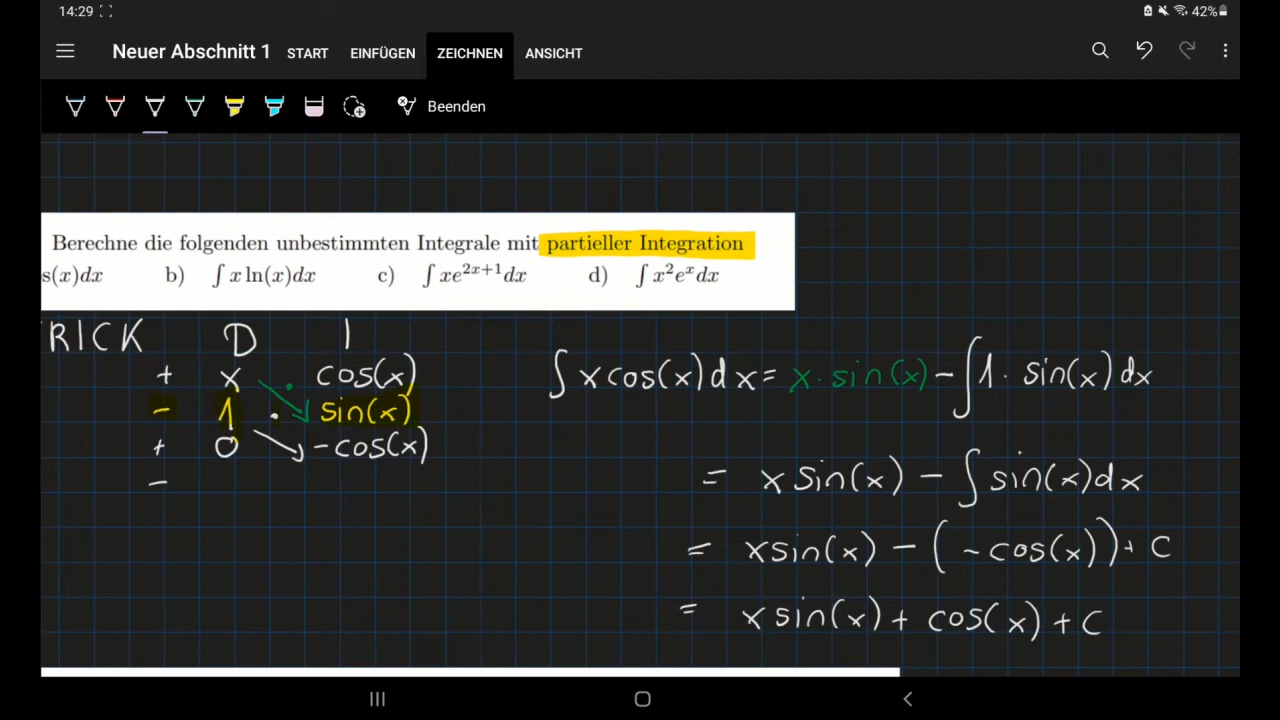 14:29 42%
Neuer Abschnitt 1 START EINFÜGEN ZEICHNEN ANSICHT
Beenden
Berechne die folgenden unbestimmten Integrale mit partieller Integration
s(x)dx b) ∫ x ln(x)dx c) ∫ xe^{2x+1}dx d) ∫ x²e^x dx
RICK D I
+ x cos(x) ∫ x cos(x) dx = x · sin(x) - ∫ 1 · sin(x) dx
- 1 · sin(x)
+ 0 -cos(x)
-
= x sin(x) - ∫ sin(x) dx
= x sin(x) - (-cos(x)) + C
= x sin(x) + cos(x) + C